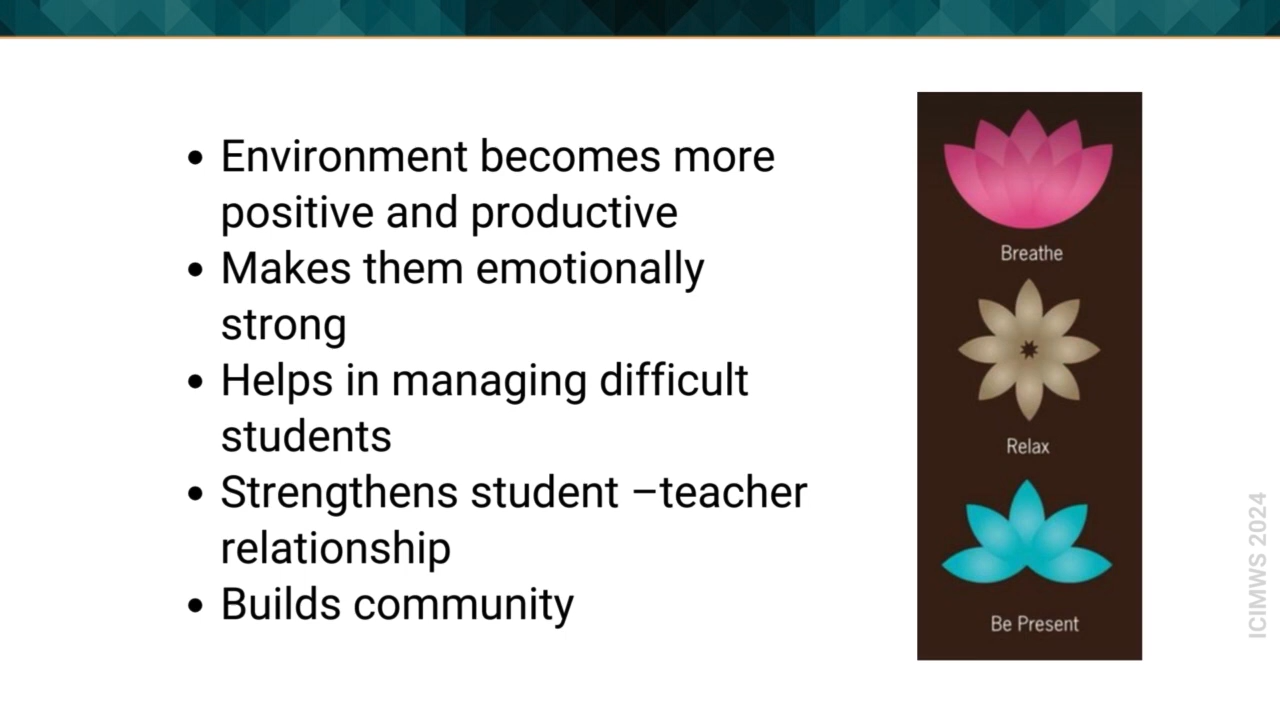 • Environment becomes more
positive and productive
• Makes them emotionally
strong
• Helps in managing difficult
students
• Strengthens student –teacher
relationship
• Builds community
Breathe
Relax
Be Present
ICIMWS 2024